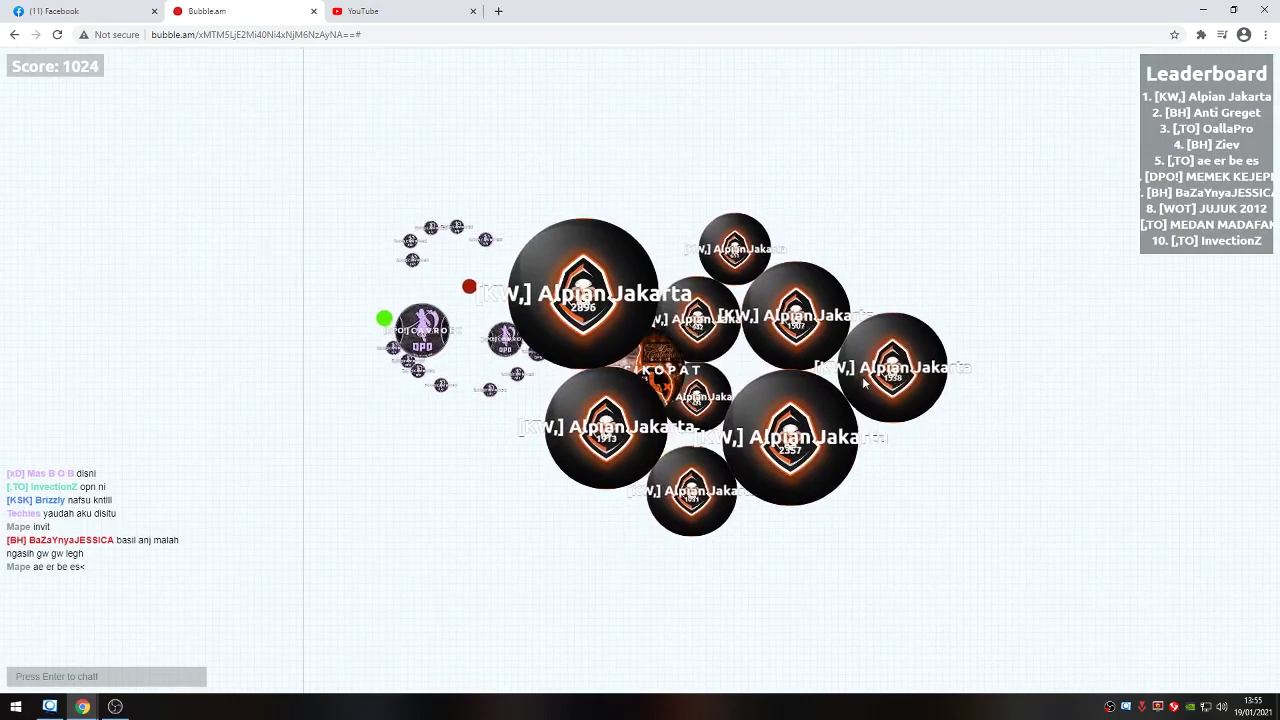 (11) Facebook
Bubble.am
YouTube
Not secure
bubble.am/xMTM5LjE2Mi40Ni4xNjM6NzAyNA==#
Score: 1024
Leaderboard
1. [KW,] Alpian Jakarta
2. [BH] Anti Greget
3. [,TO] OallaPro
4. [BH] Ziev
5. [,TO] ae er be es
. [DPO!] MEMEK KEJEPI
. [BH] BaZaYnyaJESSICA
8. [WOT] JUJUK 2012
[,TO] MEDAN MADAFAK
10. [,TO] InvectionZ
[KW,] Alpian.Jakarta
[KW,] Alpian.Jakarta
2896
[KW,] Alpian.Jakarta
1507
[KW,] Alpian.Jakarta
1938
DPO
DPO
S I K O P A T
Alpian.Jaka
[KW,] Alpian.Jakarta
1913
[KW,] Alpian.Jakarta
2357
[KW,] Alpian.Jakarta
1031
[xD] Mas B O B disni
[.TO] InvectionZ opn ni
[KSK] Brizzly nafsu kntlll
Techies yaudah aku disitu
Mape invit
[BH] BaZaYnyaJESSICA basil anj malah
ngasih gw gw legh
Mape ae er be es<
Press Enter to chat!
13:55
19/01/2021